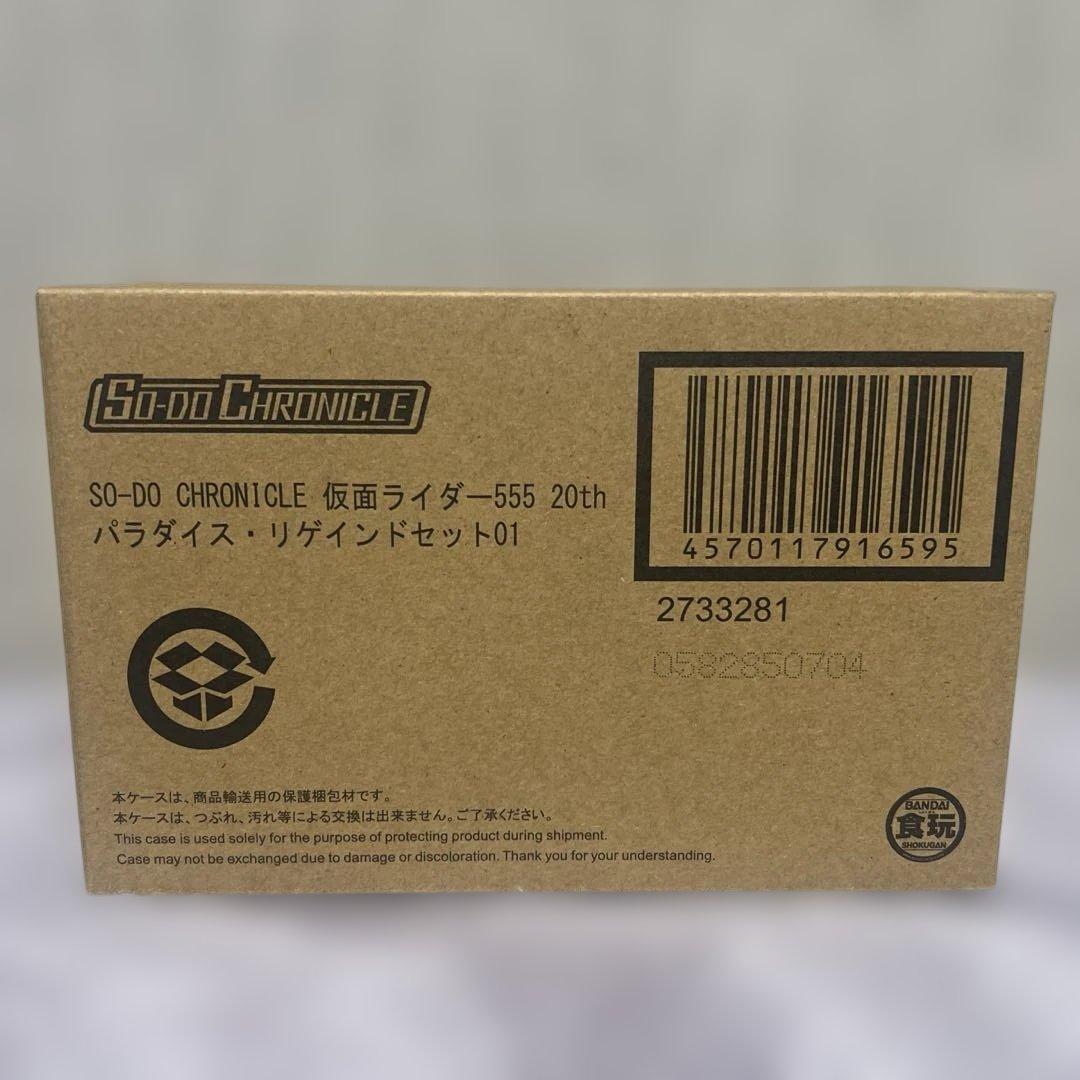 SO-DO CHRONICLE
SO-DO CHRONICLE 仮面ライダー555 20th
パラダイス・リゲインドセット01
4570117916595
2733281
0582850704
本ケースは、商品輸送用の保護梱包材です。
本ケースは、つぶれ、汚れ等による交換は出来ません。ご了承ください。
This case is used solely for the purpose of protecting product during shipment.
Case may not be exchanged due to damage or discoloration. Thank you for your understanding.
BANDAI
食玩
SHOKUGAN